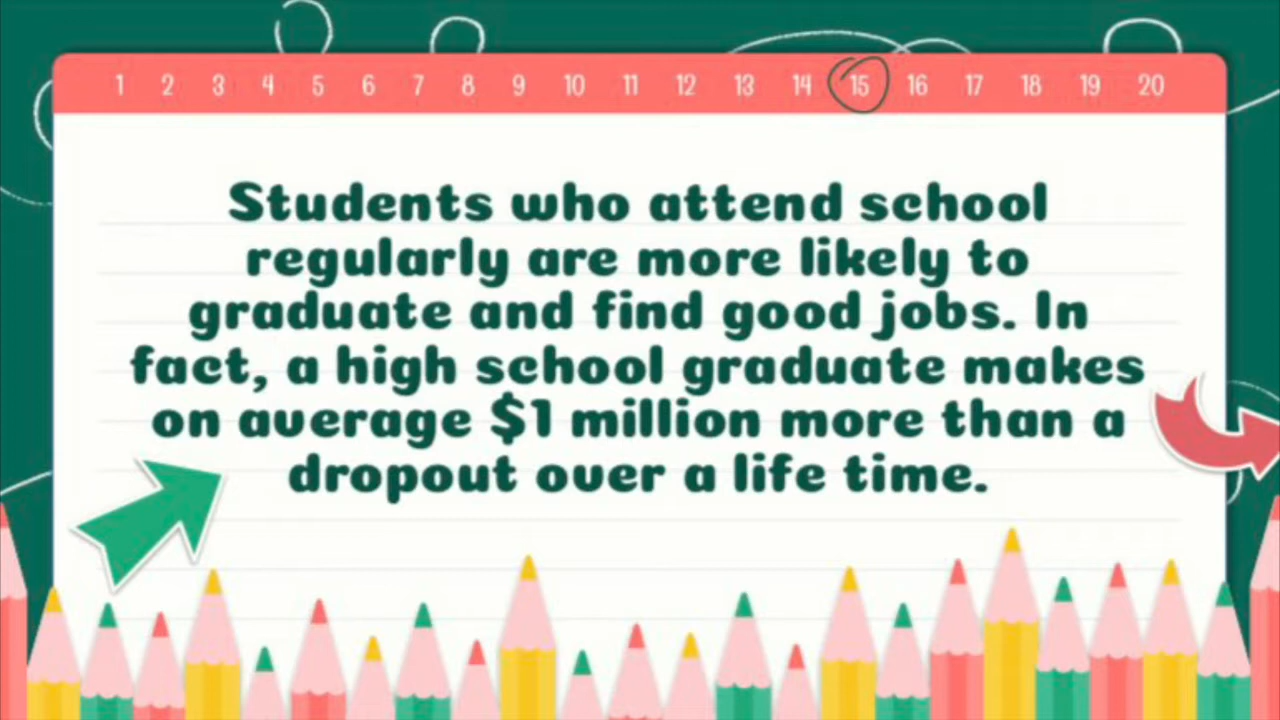 1 2 3 4 5 6 7 8 9 10 11 12 13 14 15 16 17 18 19 20
Students who attend school
regularly are more likely to
graduate and find good jobs. In
fact, a high school graduate makes
on average $1 million more than a
dropout over a life time.